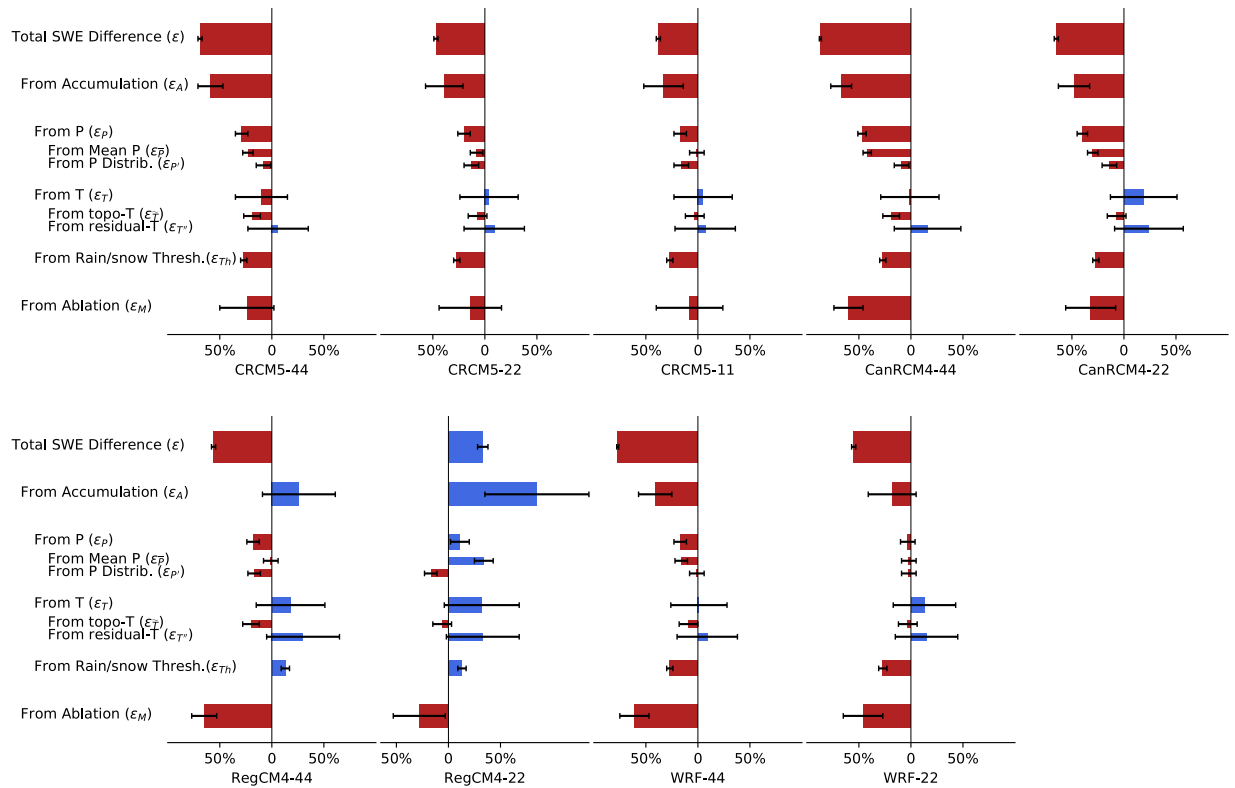 Total SWE Difference (ε)
From Accumulation (ε_A)
From P (ε_P)
From Mean P (ε_P̅)
From P Distrib. (ε_P′)
From T (ε_T)
From topo-T (ε_T̃)
From residual-T (ε_T″)
From Rain/snow Thresh.(ε_Th)
From Ablation (ε_M)
50% 0 50% 50% 0 50% 50% 0 50% 50% 0 50% 50% 0 50%
CRCM5-44 CRCM5-22 CRCM5-11 CanRCM4-44 CanRCM4-22
Total SWE Difference (ε)
From Accumulation (ε_A)
From P (ε_P)
From Mean P (ε_P̅)
From P Distrib. (ε_P′)
From T (ε_T)
From topo-T (ε_T̃)
From residual-T (ε_T″)
From Rain/snow Thresh.(ε_Th)
From Ablation (ε_M)
50% 0 50% 50% 0 50% 50% 0 50% 50% 0 50%
RegCM4-44 RegCM4-22 WRF-44 WRF-22